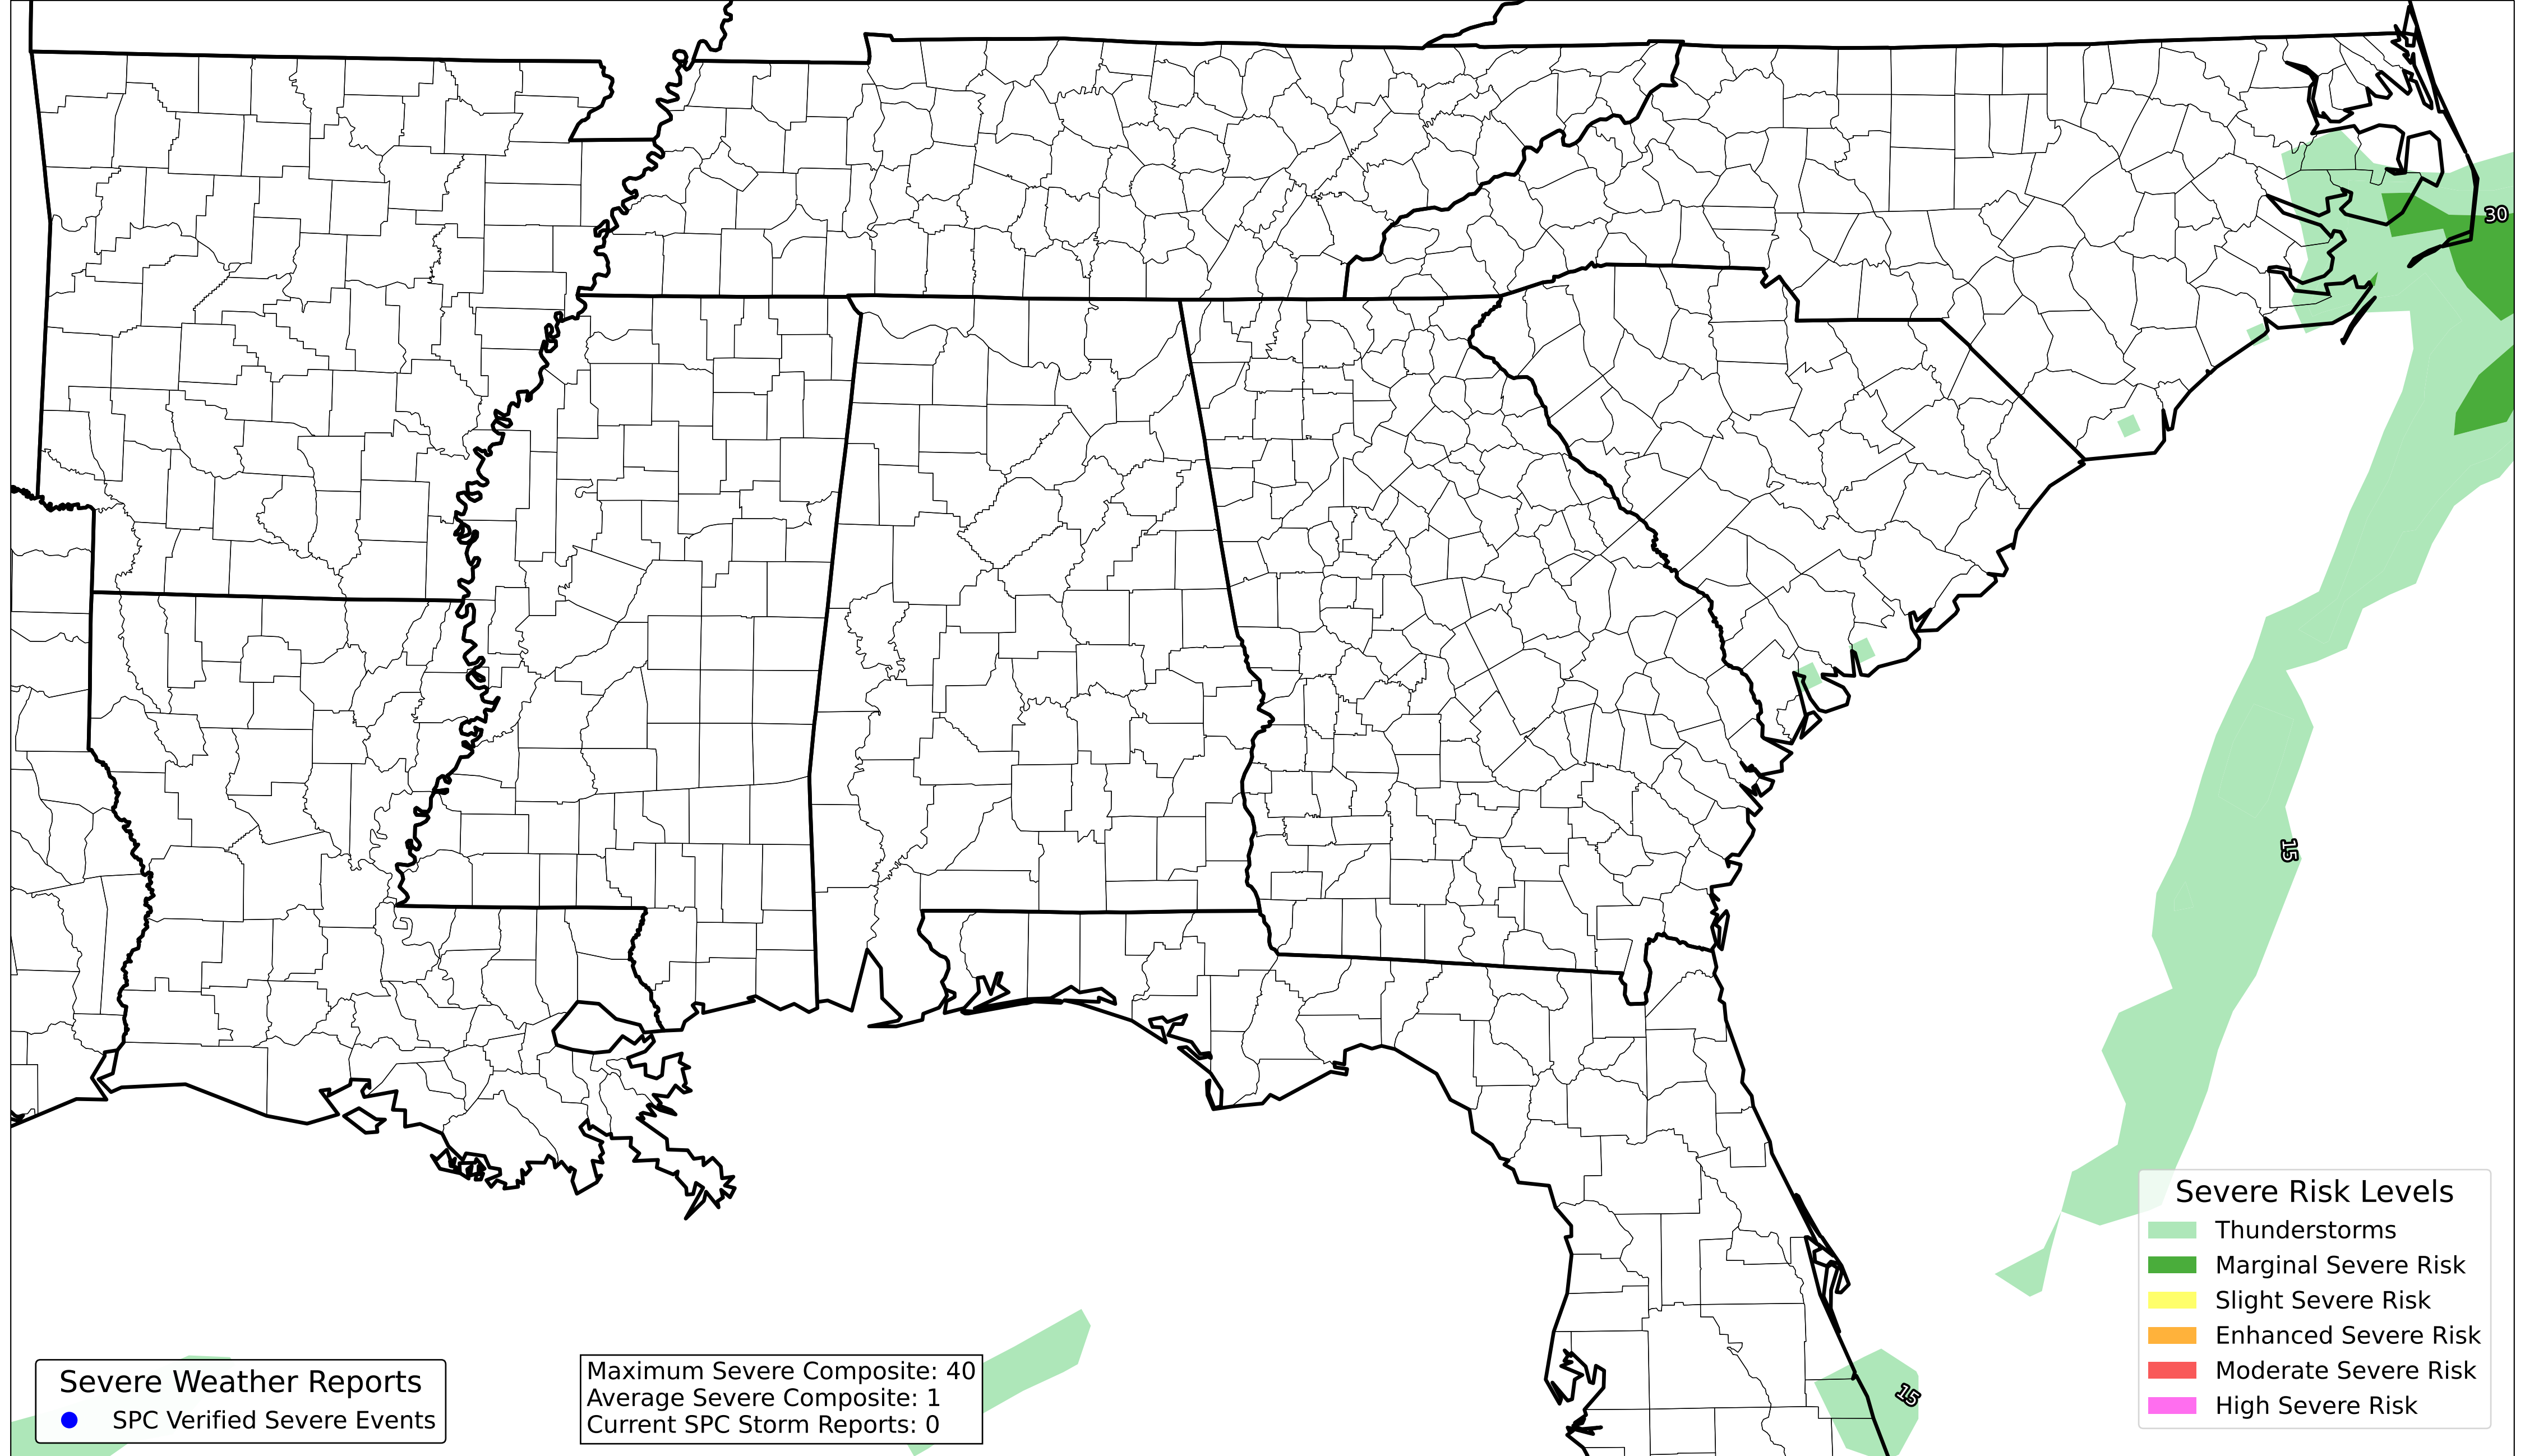 30
15
15
Severe Weather Reports
SPC Verified Severe Events
Maximum Severe Composite: 40
Average Severe Composite: 1
Current SPC Storm Reports: 0
Severe Risk Levels
Thunderstorms
Marginal Severe Risk
Slight Severe Risk
Enhanced Severe Risk
Moderate Severe Risk
High Severe Risk